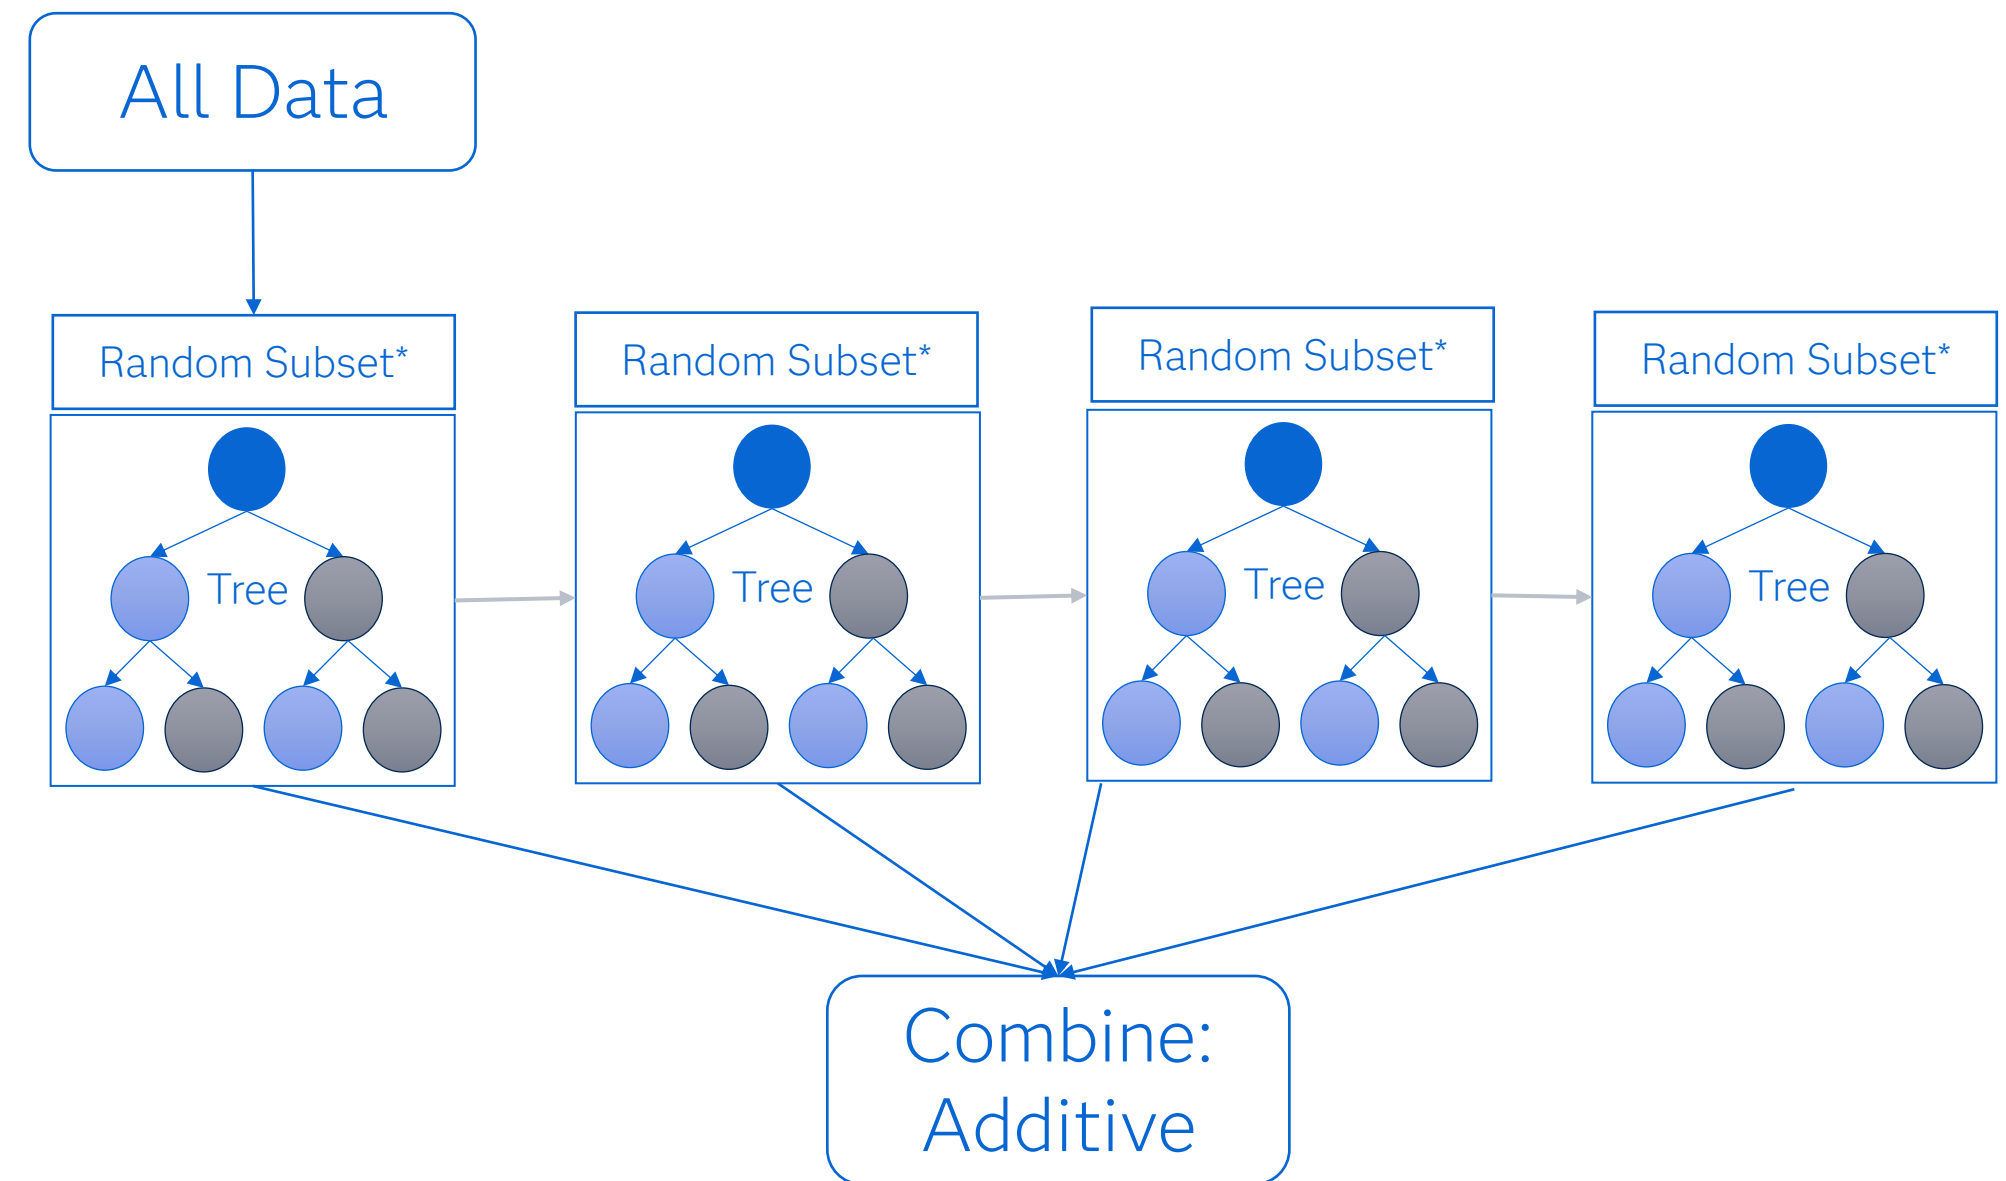 All Data
Random Subset*
Random Subset*
Random Subset*
Random Subset*
Tree
Tree
Tree
Tree
Combine:
Additive